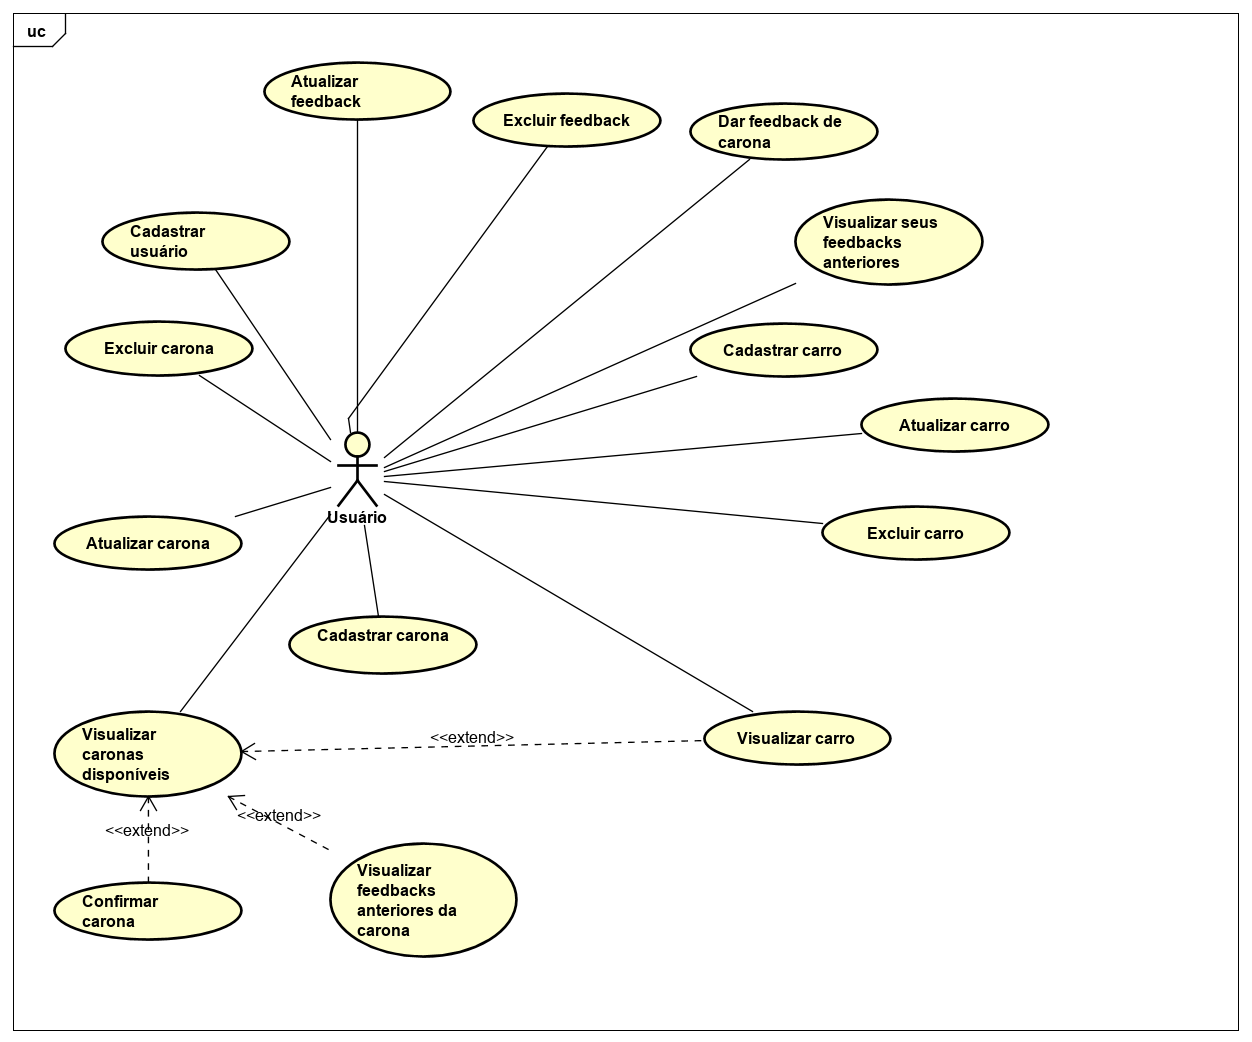 uc
Atualizar
feedback
Excluir feedback
Dar feedback de
carona
Cadastrar
usuário
Visualizar seus
feedbacks
anteriores
Excluir carona
Cadastrar carro
Atualizar carro
Usuário
Atualizar carona
Excluir carro
Cadastrar carona
Visualizar
caronas
disponíveis
<<extend>>
Visualizar carro
<<extend>>
<<extend>>
Visualizar
feedbacks
anteriores da
carona
Confirmar
carona